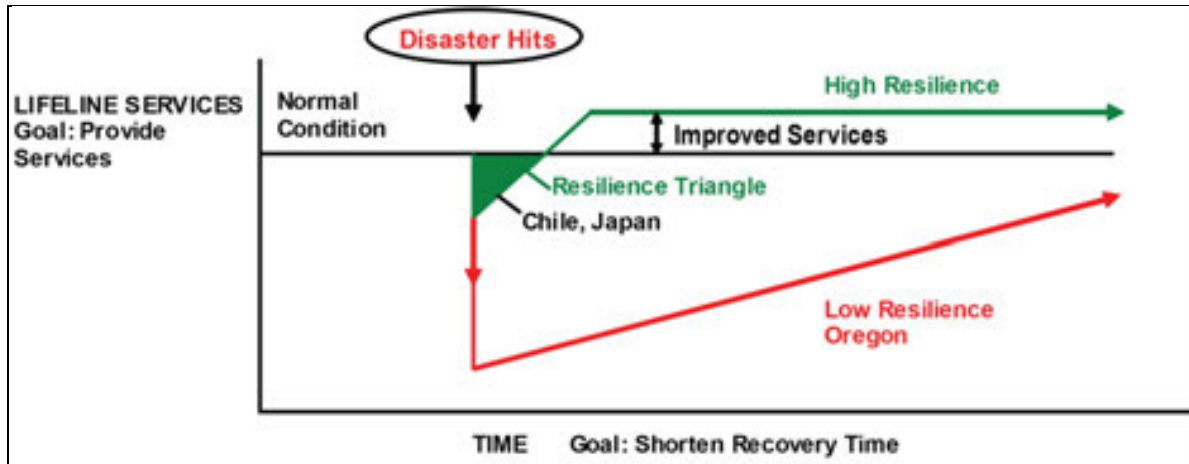 Disaster Hits
LIFELINE SERVICES
Goal: Provide
Services
Normal
Condition
High Resilience
Improved Services
Resilience Triangle
Chile, Japan
Low Resilience
Oregon
TIME Goal: Shorten Recovery Time